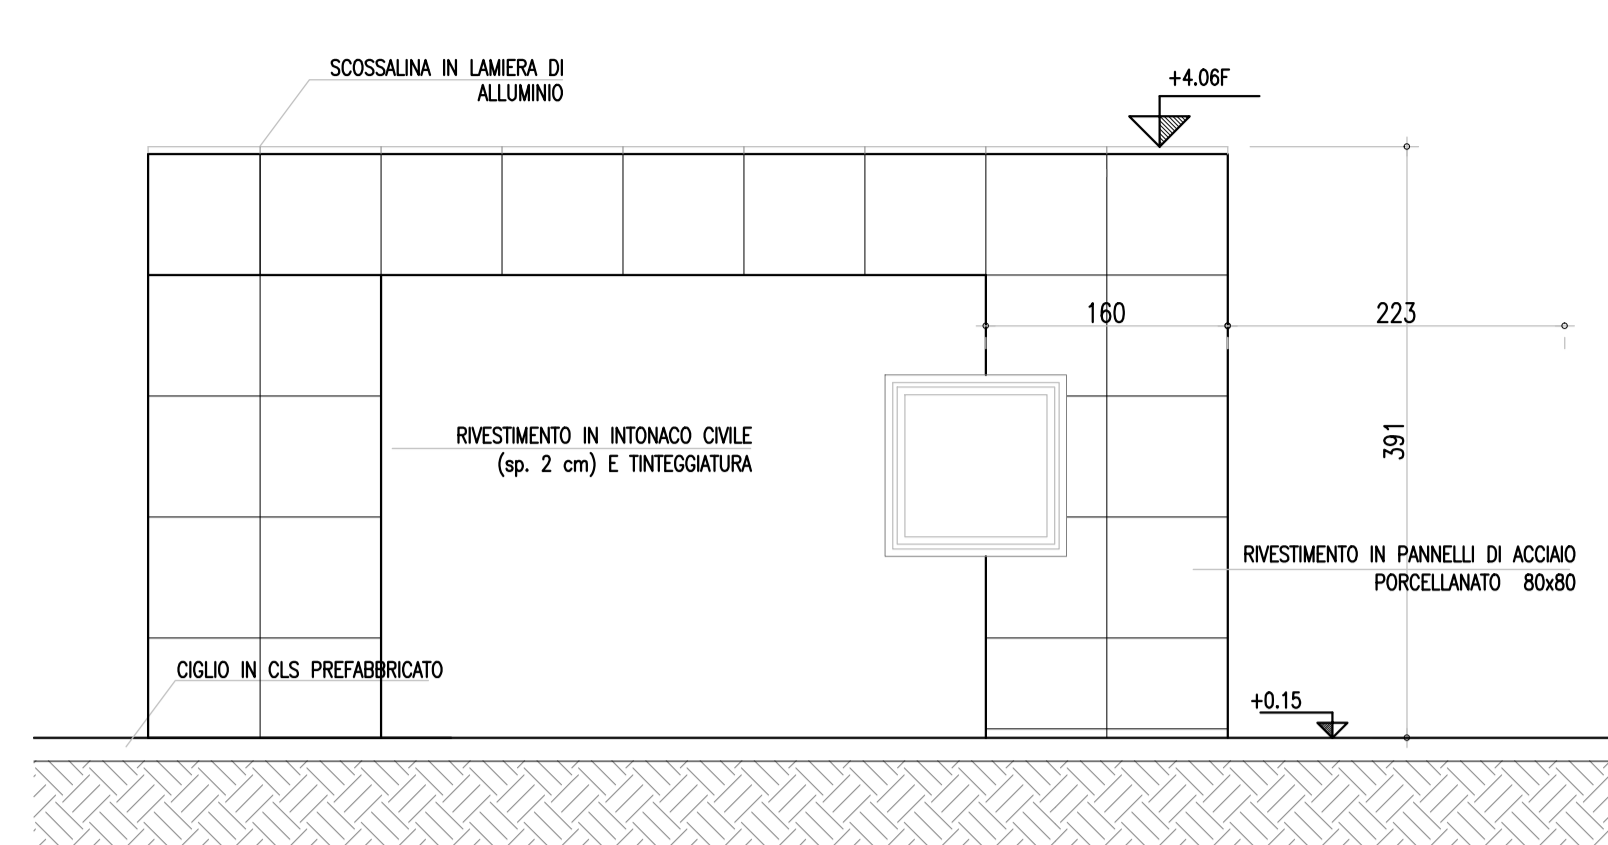 SCOSSALINA IN LAMIERA DI
ALLUMINIO
+4.06F
160
223
391
RIVESTIMENTO IN INTONACO CIVILE
(sp. 2 cm) E TINTEGGIATURA
RIVESTIMENTO IN PANNELLI DI ACCIAIO
PORCELLANATO 80x80
CIGLIO IN CLS PREFABBRICATO
+0.15